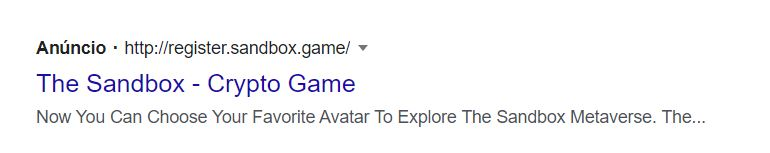 Anúncio · http://register.sandbox.game/
The Sandbox - Crypto Game
Now You Can Choose Your Favorite Avatar To Explore The Sandbox Metaverse. The...